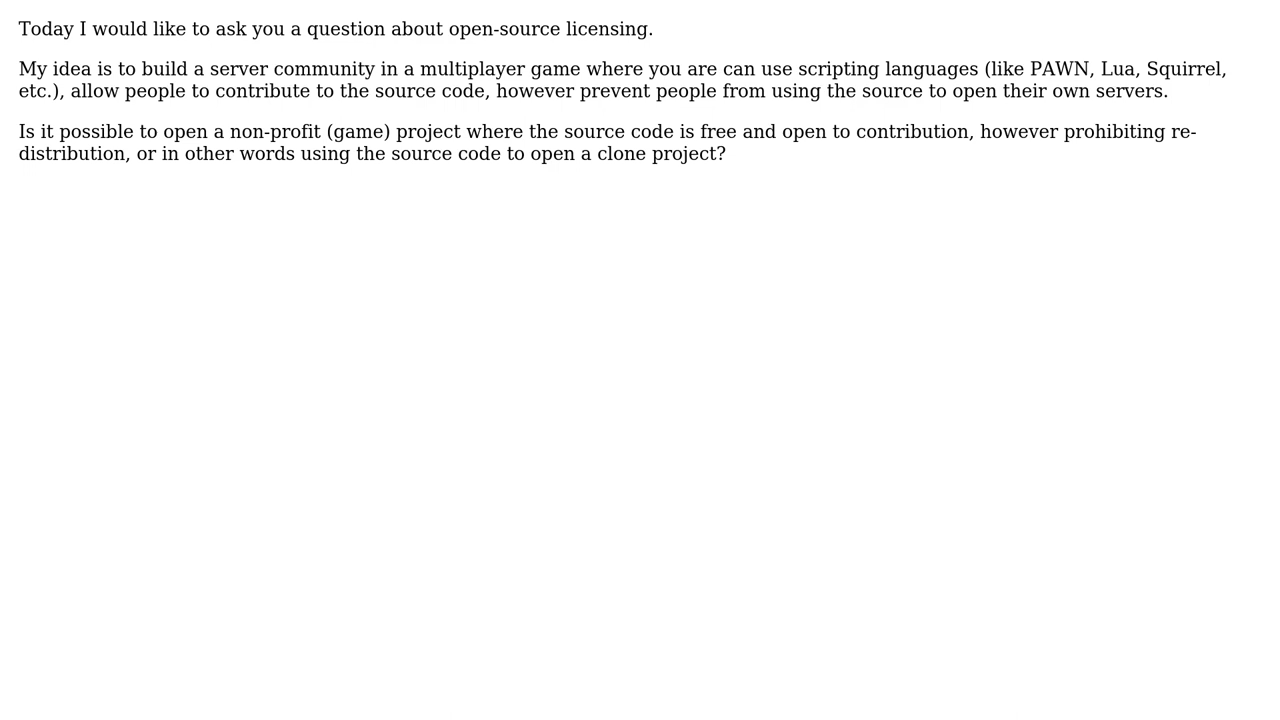 Today I would like to ask you a question about open-source licensing.
My idea is to build a server community in a multiplayer game where you are can use scripting languages (like PAWN, Lua, Squirrel,
etc.), allow people to contribute to the source code, however prevent people from using the source to open their own servers.
Is it possible to open a non-profit (game) project where the source code is free and open to contribution, however prohibiting re-
distribution, or in other words using the source code to open a clone project?